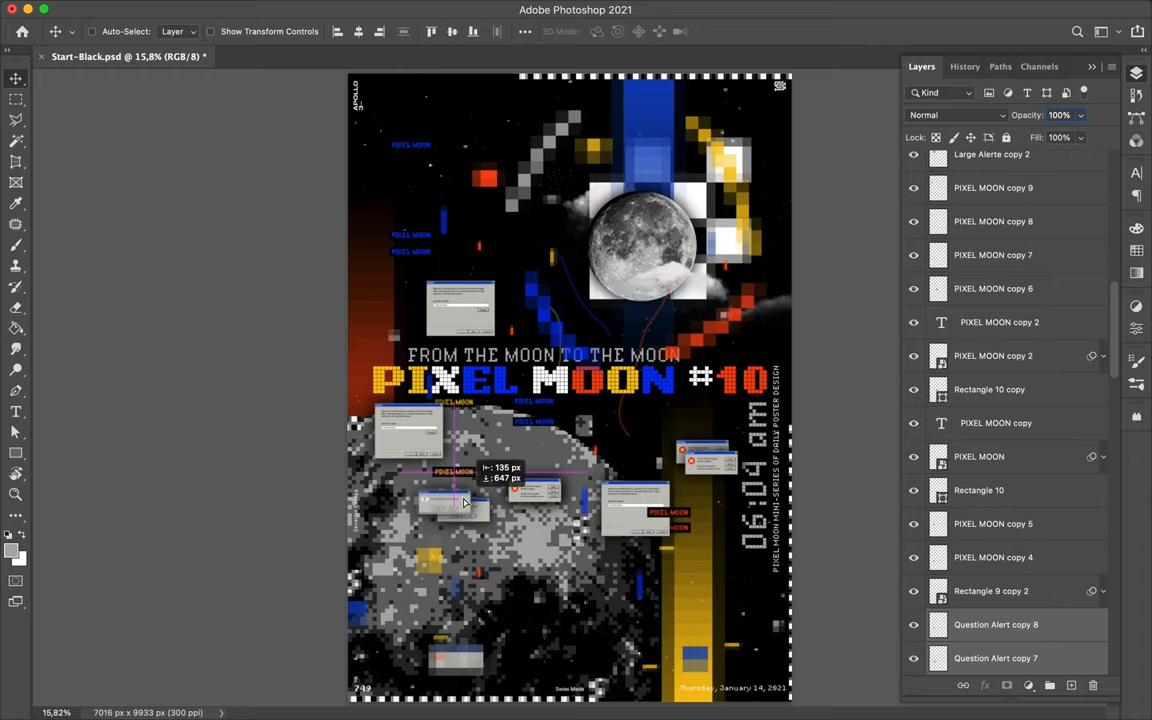 Adobe Photoshop 2021
Auto-Select: Layer Show Transform Controls 3D Mode:
Start-Black.psd @ 15,8% (RGB/8) *
Layers History Paths Channels
Kind
Normal Opacity: 100%
Lock: Fill: 100%
Large Alerte copy 2
PIXEL MOON copy 9
PIXEL MOON copy 8
PIXEL MOON copy 7
PIXEL MOON copy 6
PIXEL MOON copy 2
PIXEL MOON copy 2
Rectangle 10 copy
PIXEL MOON copy
PIXEL MOON
Rectangle 10
PIXEL MOON copy 5
PIXEL MOON copy 4
Rectangle 9 copy 2
Question Alert copy 8
Question Alert copy 7
APOLLO
PIXEL MOON
PIXEL MOON
PIXEL MOON
FROM THE MOON TO THE MOON
PIXEL MOON #10
PIXEL MOON
PIXEL MOON
PIXEL MOON
PIXEL MOON
135 px
647 px
PIXEL MOON
MOON
06:04 AM
PIXEL MOON MINI-SERIES OF DAILY POSTER DESIGN
749
Swiss Made
Thursday, January 14, 2021
15,82% 7016 px x 9933 px (300 ppi)